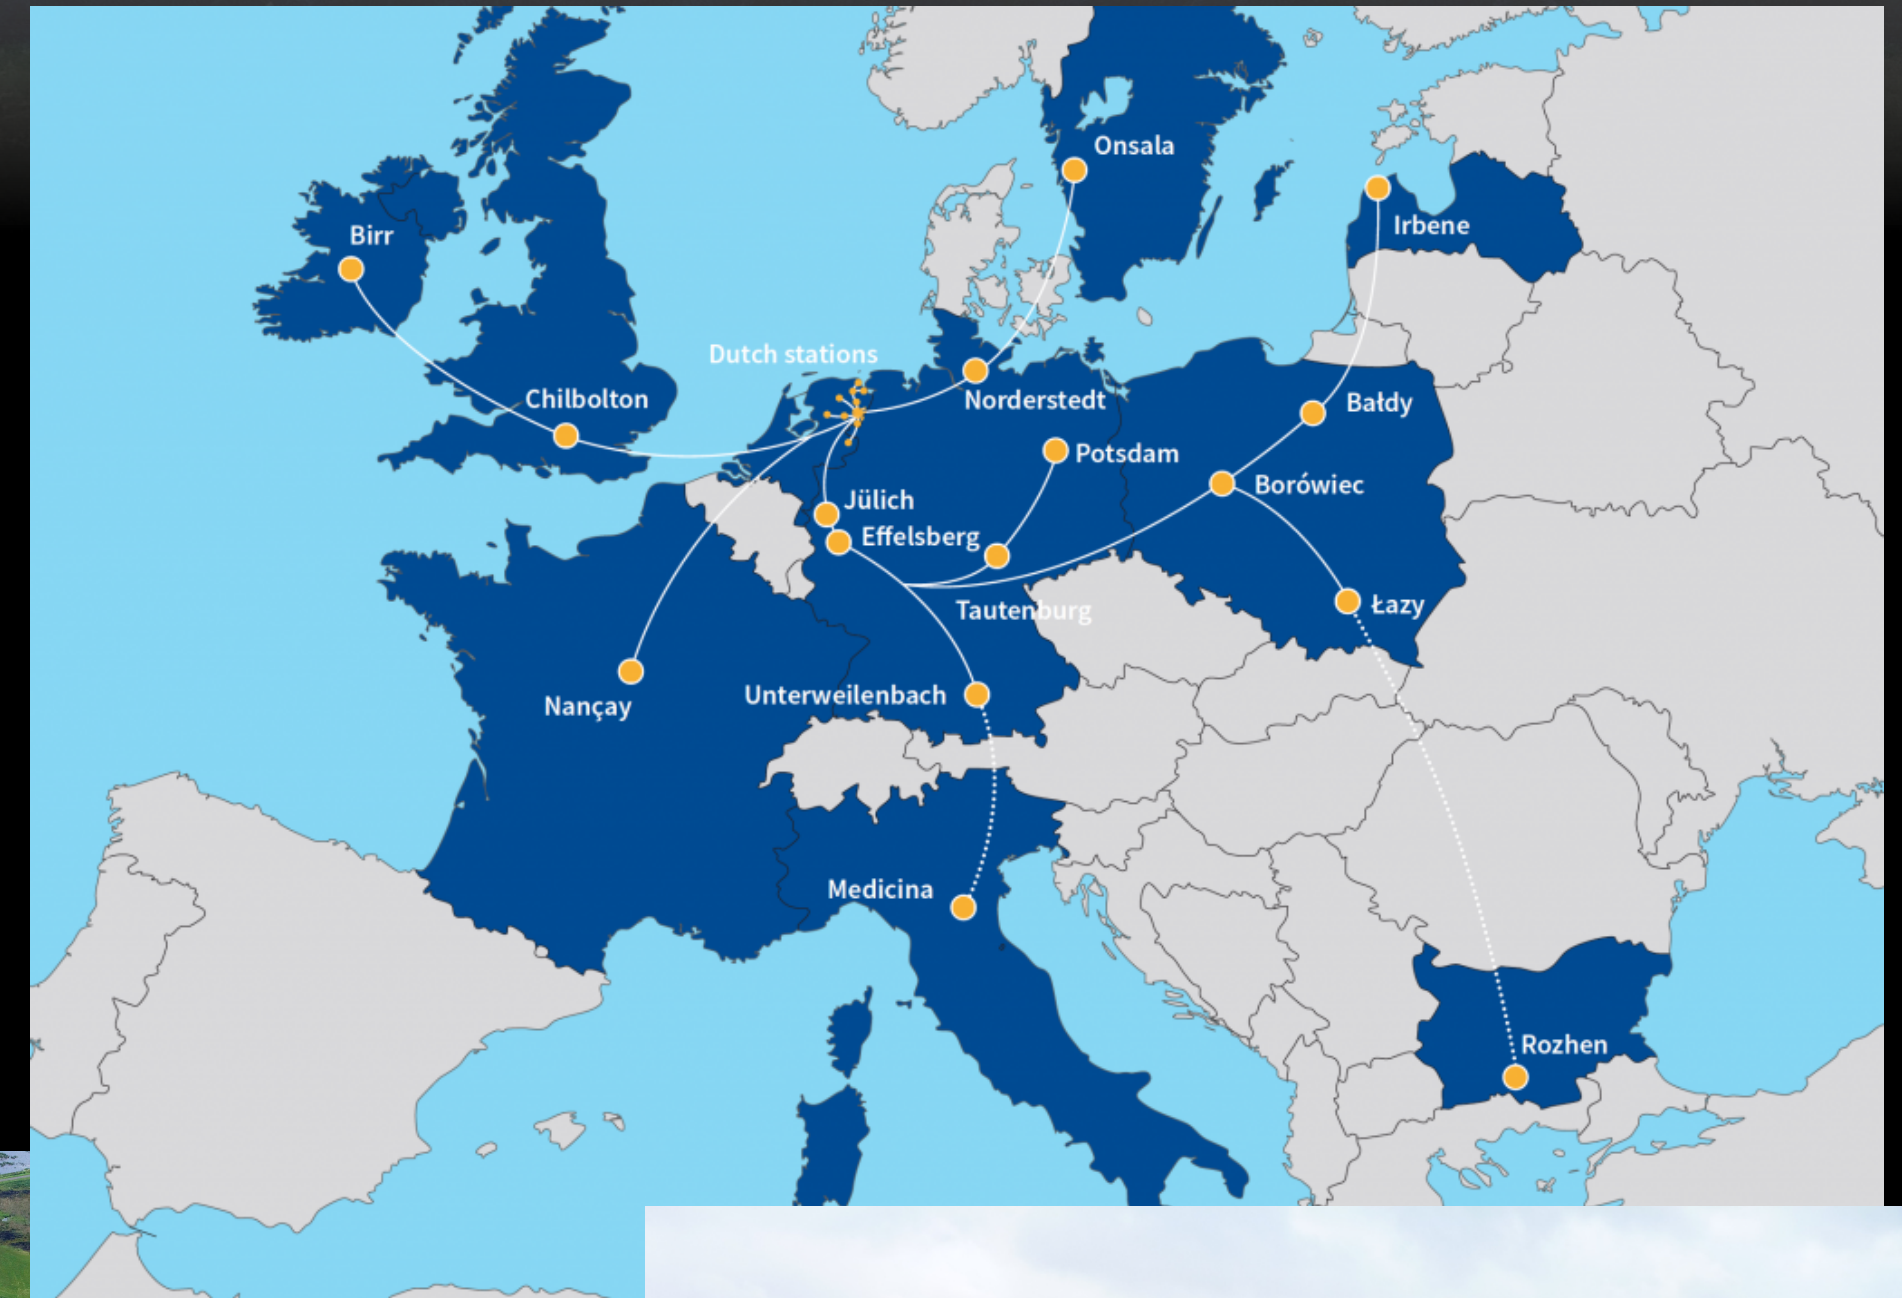 Onsala
Irbene
Birr
Dutch stations
Chilbolton
Norderstedt
Bałdy
Potsdam
Borówiec
Jülich
Effelsberg
Tautenburg
Łazy
Unterweilenbach
Nançay
Medicina
Rozhen